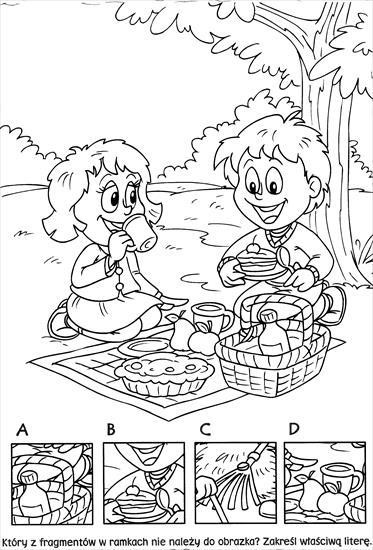 A B C D
Który z fragmentów w ramkach nie należy do obrazka? Zakreśl właściwą literę.